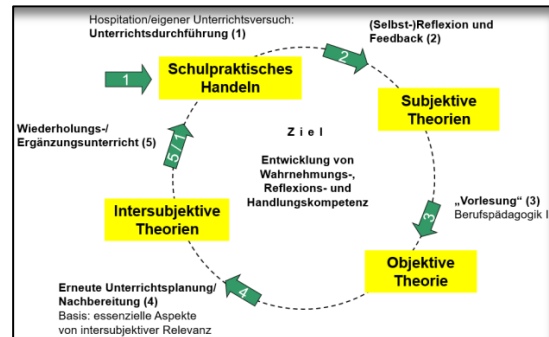 Hospitation/eigener Unterrichtsversuch:
Unterrichtsdurchführung (1)
1
Schulpraktisches
Handeln
2
(Selbst-)Reflexion und
Feedback (2)
Subjektive
Theorien
3
„Vorlesung“ (3)
Berufspädagogik I
Objektive
Theorie
4
Erneute Unterrichtsplanung/
Nachbereitung (4)
Basis: essenzielle Aspekte
von intersubjektiver Relevanz
Intersubjektive
Theorien
5 / 1
Wiederholungs-/
Ergänzungsunterricht (5)
Ziel
Entwicklung von
Wahrnehmungs-,
Reflexions- und
Handlungskompetenz